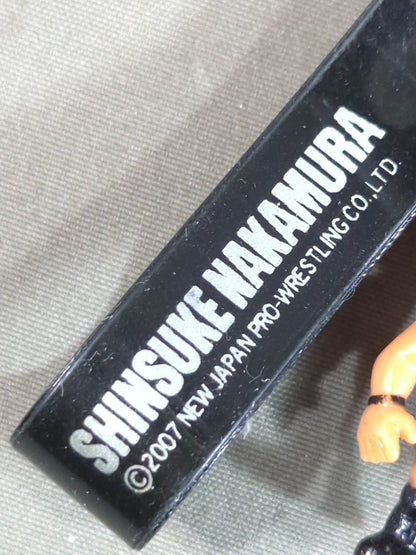 SHINSUKE NAKAMURA
©2007 NEW JAPAN PRO-WRESTLING CO.,LTD.